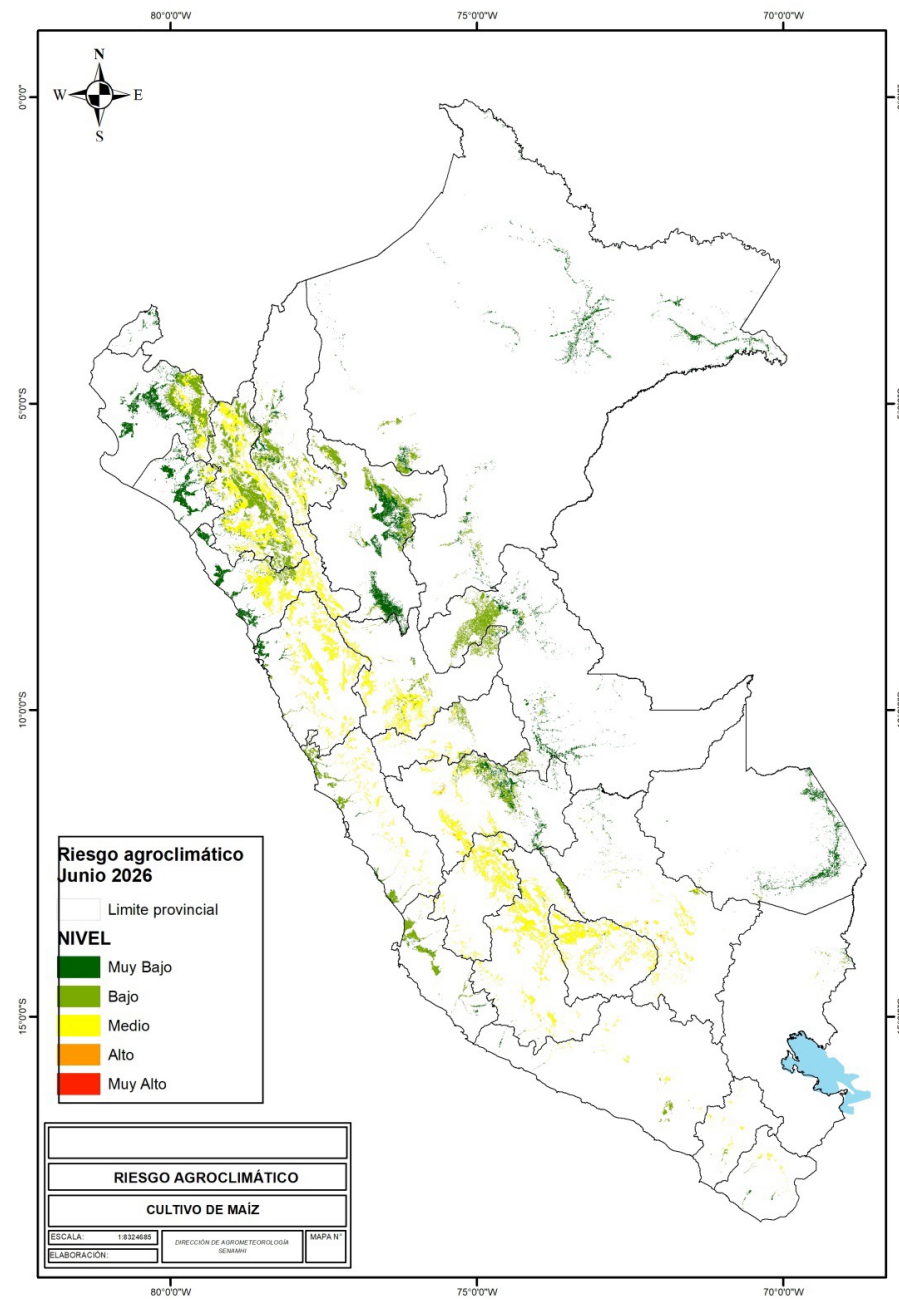 80°0'0"W
75°0'0"W
70°0'0"W
N
W
E
S
0°0'0"
5°0'0"S
10°0'0"S
15°0'0"S
Riesgo agroclimático
Junio 2026
Limite provincial
NIVEL
Muy Bajo
Bajo
Medio
Alto
Muy Alto
RIESGO AGROCLIMÁTICO
CULTIVO DE MAÍZ
ESCALA: 1:8324685
DIRECCIÓN DE AGROMETEOROLOGÍA
SENAMHI
MAPA N°
ELABORACIÓN:
80°0'0"W
75°0'0"W
70°0'0"W